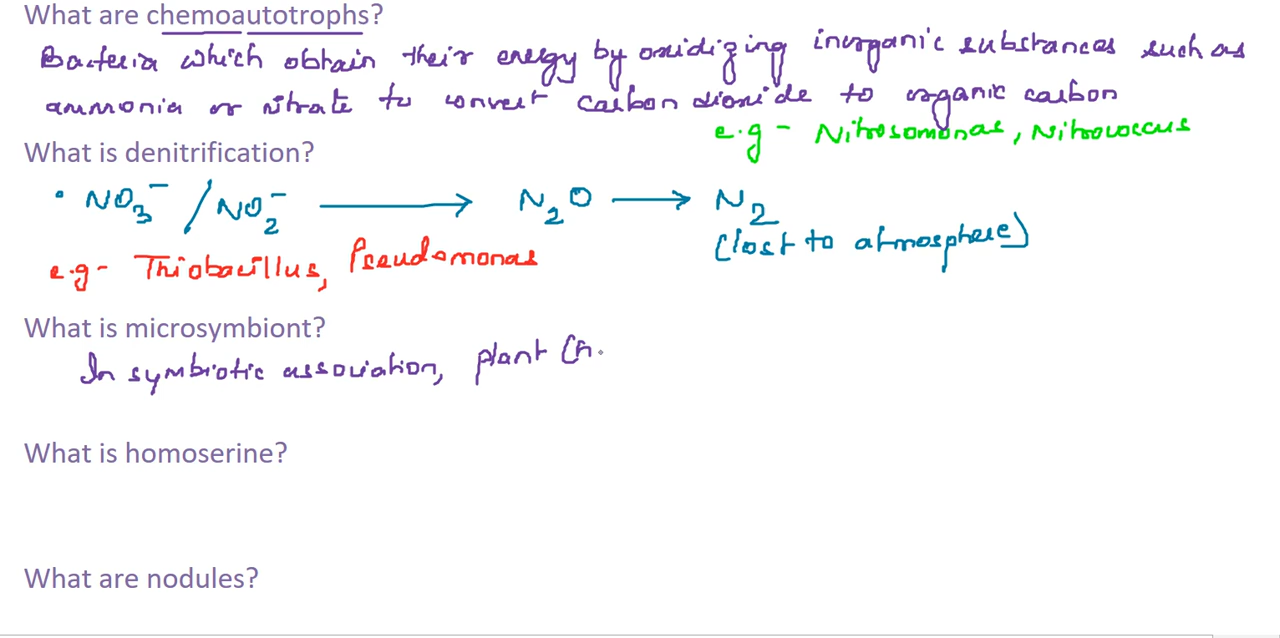 What are chemoautotrophs?
Bacteria which obtain their energy by oxidizing inorganic substances such as
ammonia or nitrate to convert carbon dioxide to organic carbon
e.g - Nitrosomonas, Nitrococcus
What is denitrification?
• NO3⁻ / NO2⁻ ⟶ N2O ⟶ N2
(lost to atmosphere)
e.g - Thiobacillus, Pseudomonas
What is microsymbiont?
In symbiotic association, plant (
What is homoserine?
What are nodules?